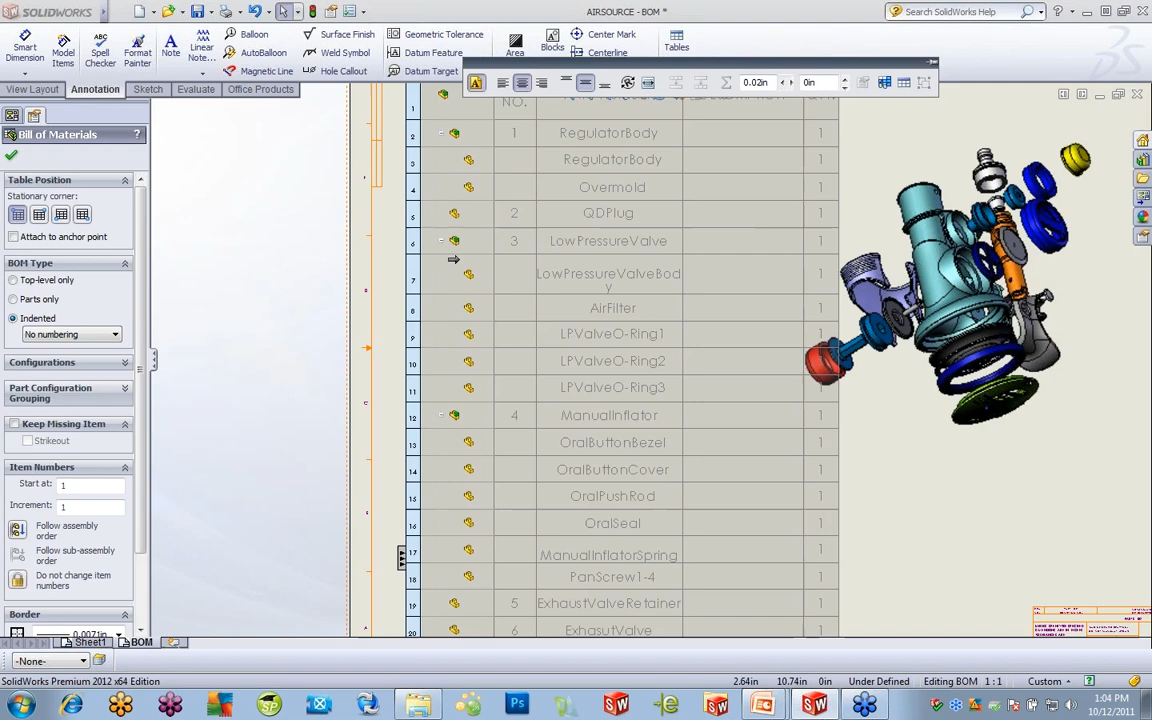 SOLIDWORKS
AIRSOURCE - BOM *
Search SolidWorks Help
Smart Dimension
Model Items
Spell Checker
Format Painter
Note
Linear Note...
Balloon
AutoBalloon
Magnetic Line
Surface Finish
Weld Symbol
Hole Callout
Geometric Tolerance
Datum Feature
Datum Target
Area
Blocks
Center Mark
Centerline
Tables
View Layout
Annotation
Sketch
Evaluate
Office Products
0.02in
0in
Bill of Materials
?
Table Position
Stationary corner:
Attach to anchor point
BOM Type
Top-level only
Parts only
Indented
No numbering
Configurations
Part Configuration Grouping
Keep Missing Item
Strikeout
Item Numbers
Start at: 1
Increment: 1
Follow assembly order
Follow sub-assembly order
Do not change item numbers
Border
0.0071in
1 NO.
2 1 RegulatorBody 1
3 RegulatorBody 1
4 Overmold 1
5 2 QDPlug 1
6 3 LowPressureValve 1
7 LowPressureValveBod
y 1
8 AirFilter 1
9 LPValveO-Ring1 1
10 LPValveO-Ring2 1
11 LPValveO-Ring3 1
12 4 ManualInflator 1
13 OralButtonBezel 1
14 OralButtonCover 1
15 OralPushRod 1
16 OralSeal 1
17 ManualInflatorSpring 1
18 PanScrew1-4 1
19 5 ExhaustValveRetainer 1
20 6 ExhasutValve 1
Sheet1
BOM
-None-
SolidWorks Premium 2012 x64 Edition
2.64in
10.74in
0in
Under Defined
Editing BOM
1 : 1
Custom
1:04 PM
10/12/2011